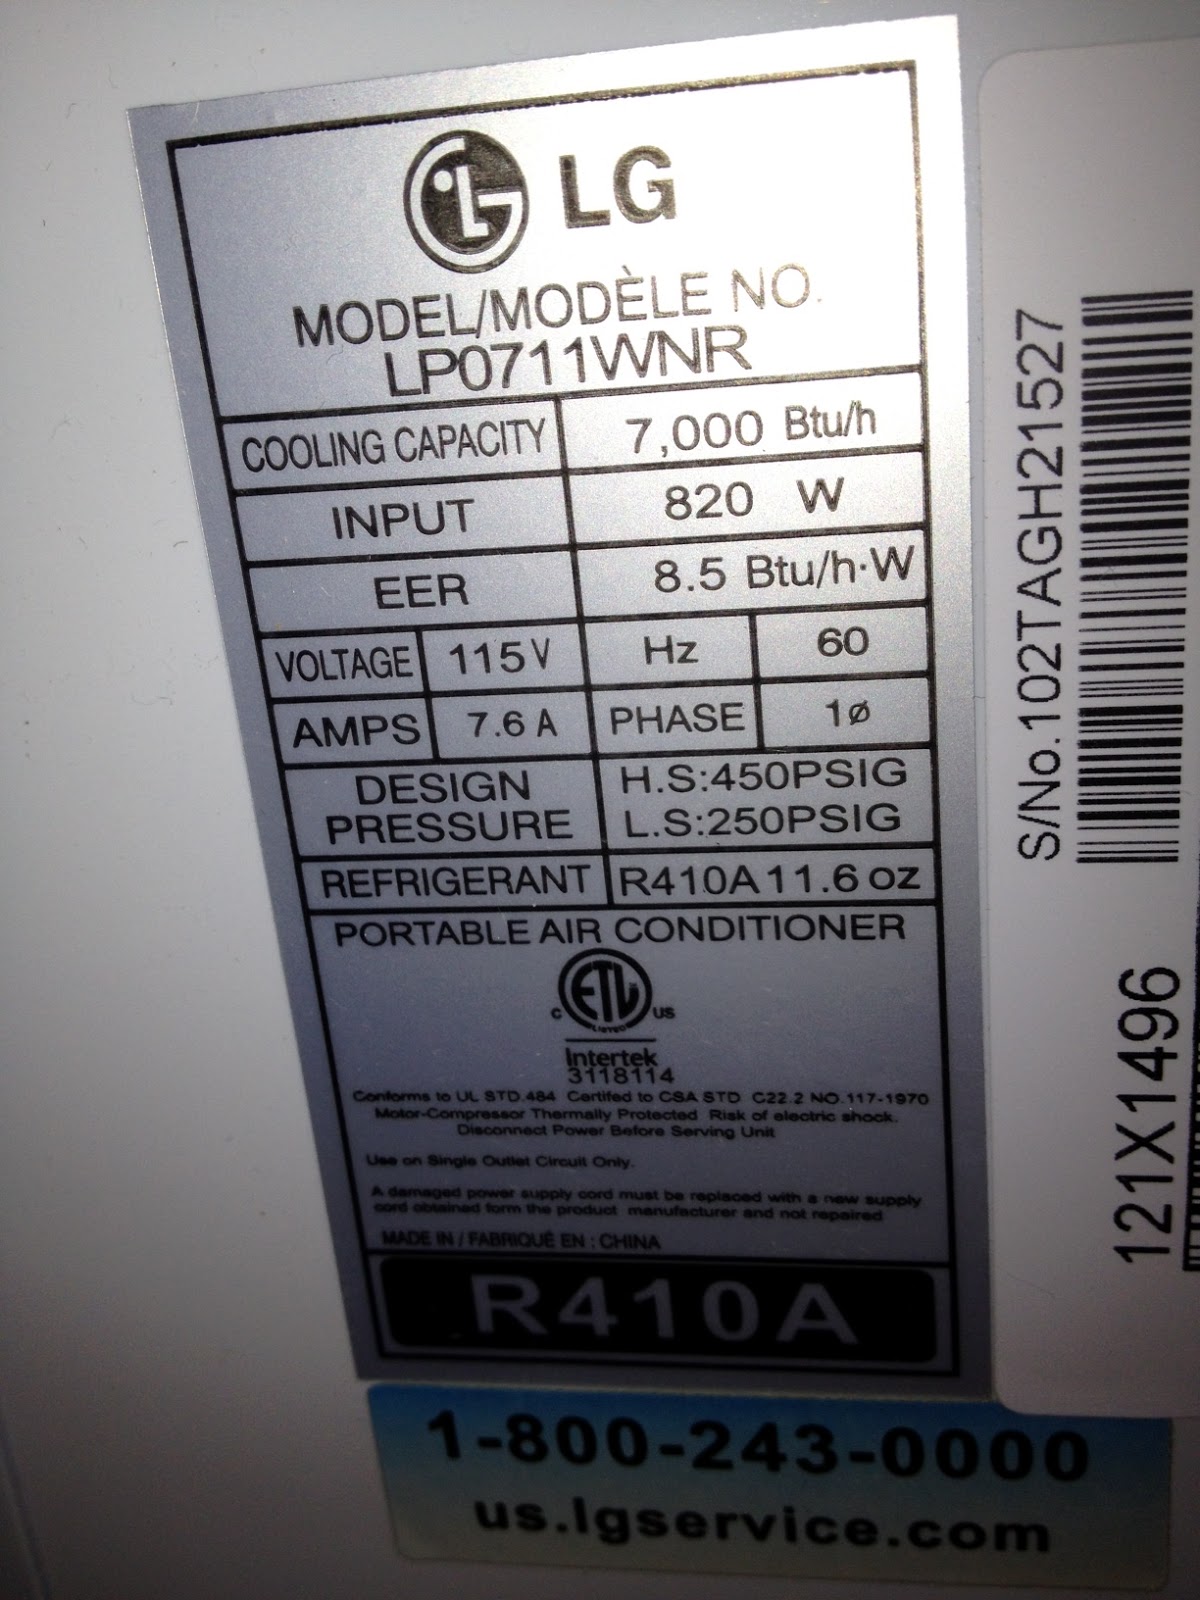 LG
MODEL/MODÈLE NO.
LP0711WNR
COOLING CAPACITY 7,000 Btu/h
INPUT 820 W
EER 8.5 Btu/h·W
VOLTAGE 115V Hz 60
AMPS 7.6 A PHASE 1ø
DESIGN PRESSURE H.S:450PSIG
L.S:250PSIG
REFRIGERANT R410A 11.6 oz
PORTABLE AIR CONDITIONER
C ETL US
LISTED
Intertek
3118114
Conforms to UL STD.484 Certifed to CSA STD C22.2 NO.117-1970
Motor-Compressor Thermally Protected Risk of electric shock.
Disconnect Power Before Serving Unit
Use on Single Outlet Circuit Only.
A damaged power supply cord must be replaced with a new supply
cord obtained form the product manufacturer and not repaired
MADE IN / FABRIQUÉ EN : CHINA
R410A
1-800-243-0000
us.lgservice.com
S/No.102TAGH21527
121X1496